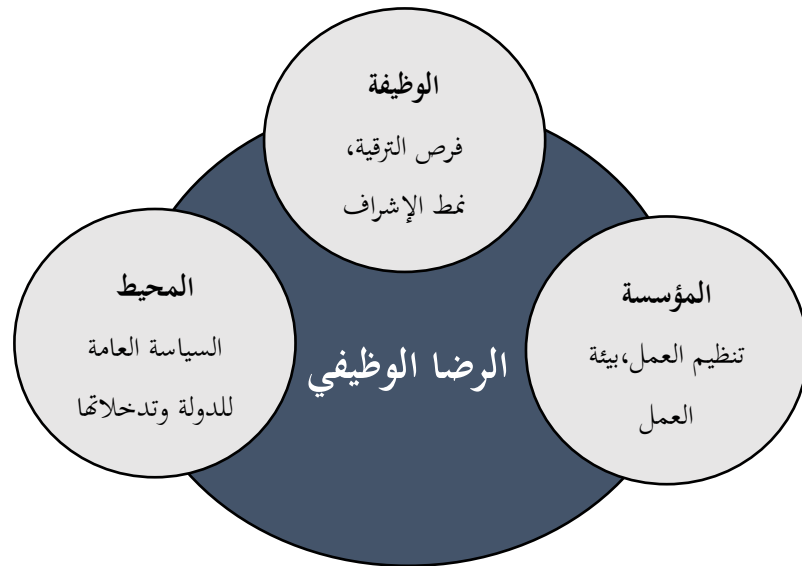 الوظيفة
فرص الترقية،
نمط الإشراف
المؤسسة
تنظيم العمل،بيئة
العمل
المحيط
السياسة العامة
للدولة وتدخلاتها
الرضا الوظيفي